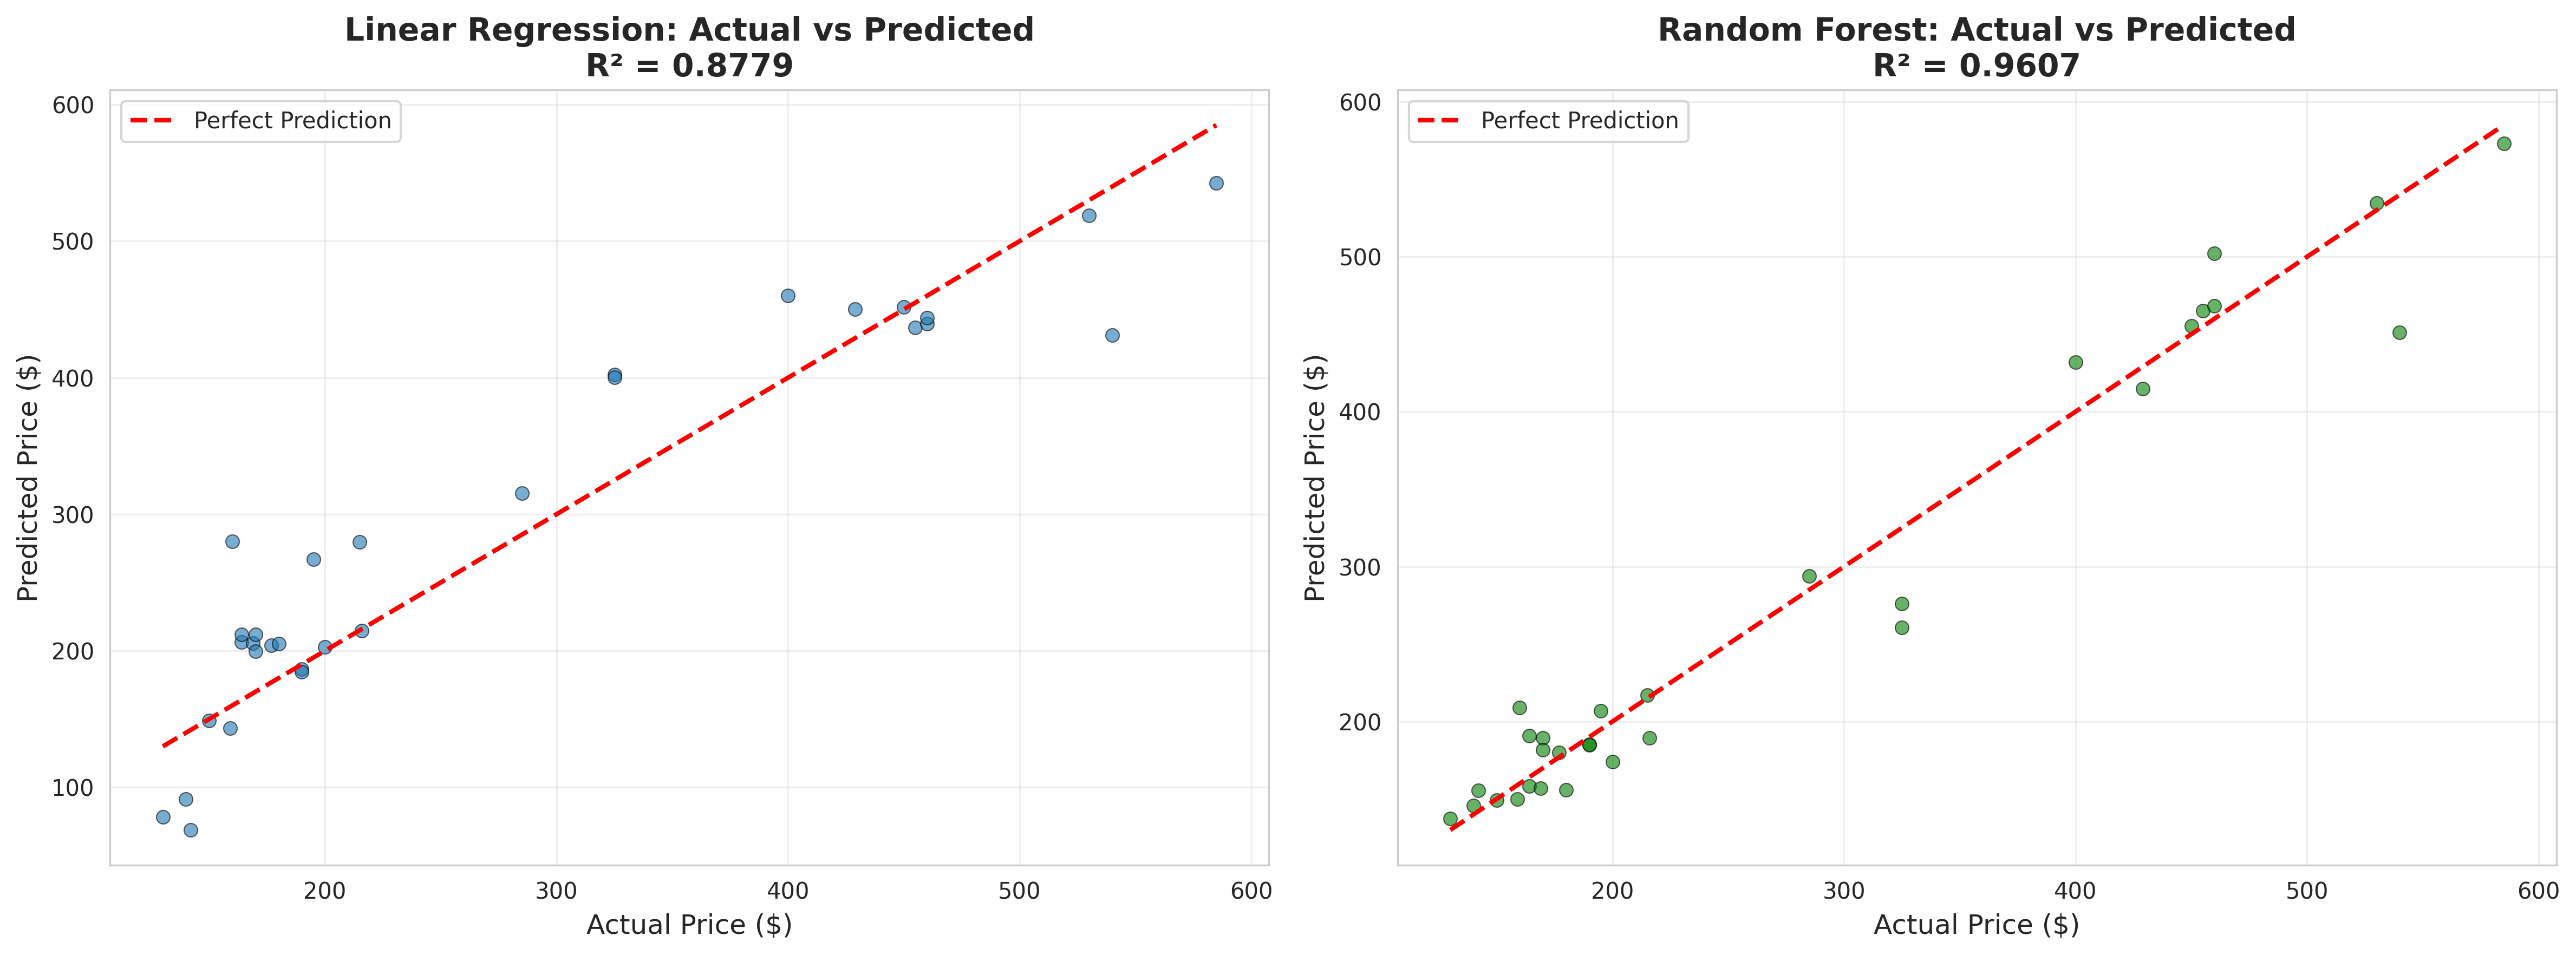 Linear Regression: Actual vs Predicted
R² = 0.8779
Perfect Prediction
600
500
400
300
200
100
Predicted Price ($)
200
300
400
500
600
Actual Price ($)
Random Forest: Actual vs Predicted
R² = 0.9607
Perfect Prediction
600
500
400
300
200
Predicted Price ($)
200
300
400
500
600
Actual Price ($)